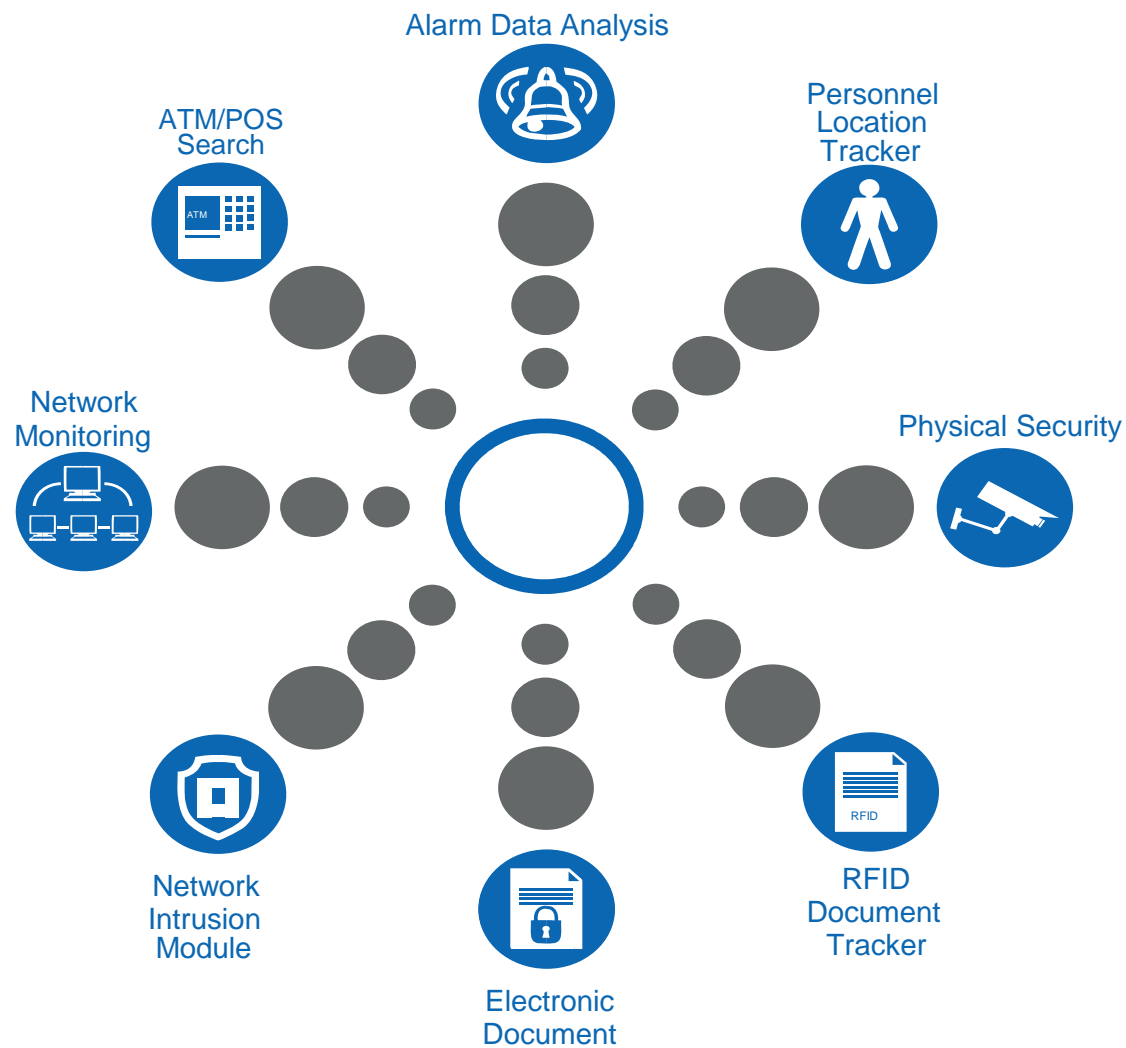 Alarm Data Analysis
Personnel
Location
Tracker
ATM/POS
Search
ATM
Network
Monitoring
Physical Security
Network
Intrusion
Module
RFID
RFID
Document
Tracker
Electronic
Document